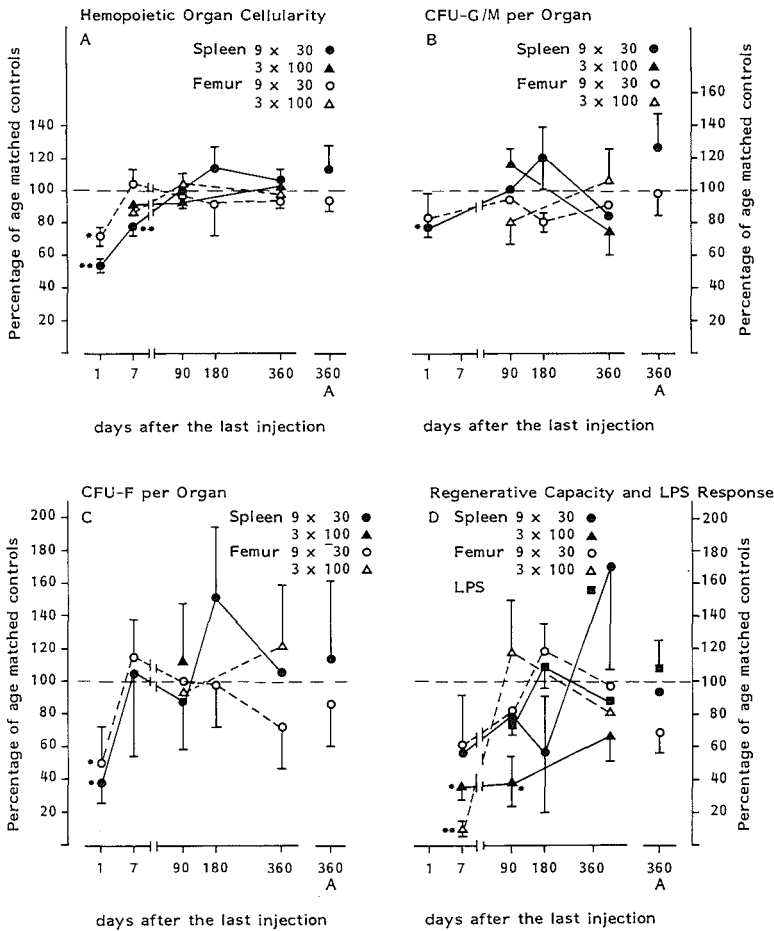 Hemopoietic Organ Cellularity
A
Spleen 9 x 30
3 x 100
Femur 9 x 30
3 x 100
Percentage of age matched controls
140
120
100
80
60
40
20
1 7 90 180 360 360
A
days after the last injection
CFU-G/M per Organ
B
Spleen 9 x 30
3 x 100
Femur 9 x 30
3 x 100
160
140
120
100
80
60
40
20
Percentage of age matched controls
1 7 90 180 360 360
A
days after the last injection
CFU-F per Organ
C
Spleen 9 x 30
3 x 100
Femur 9 x 30
3 x 100
Percentage of age matched controls
200
180
160
140
120
100
80
60
40
20
1 7 90 180 360 360
A
days after the last injection
Regenerative Capacity and LPS Response
D
Spleen 9 x 30
3 x 100
Femur 9 x 30
3 x 100
LPS
200
180
160
140
120
100
80
60
40
20
Percentage of age matched controls
1 7 90 180 360 360
A
days after the last injection